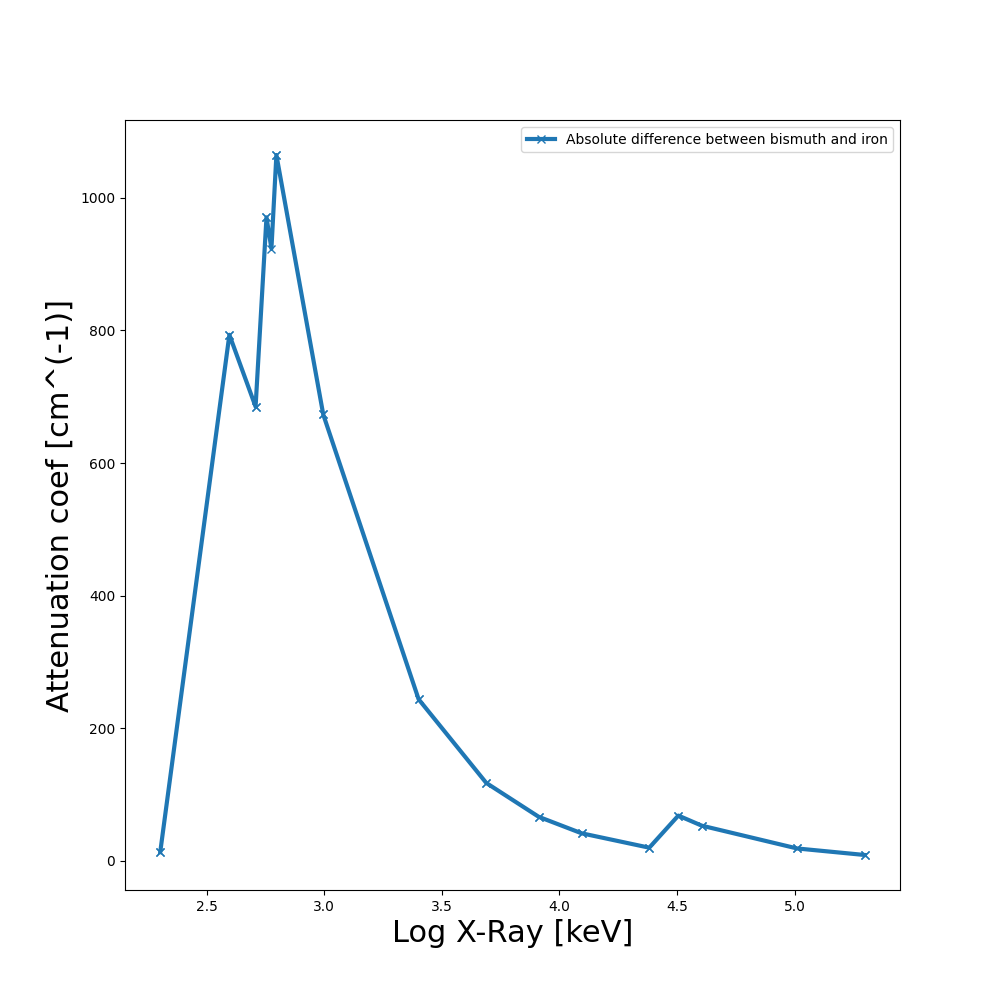 Absolute difference between bismuth and iron
1000
800
600
400
200
0
Attenuation coef [cm^(-1)]
2.5 3.0 3.5 4.0 4.5 5.0
Log X-Ray [keV]